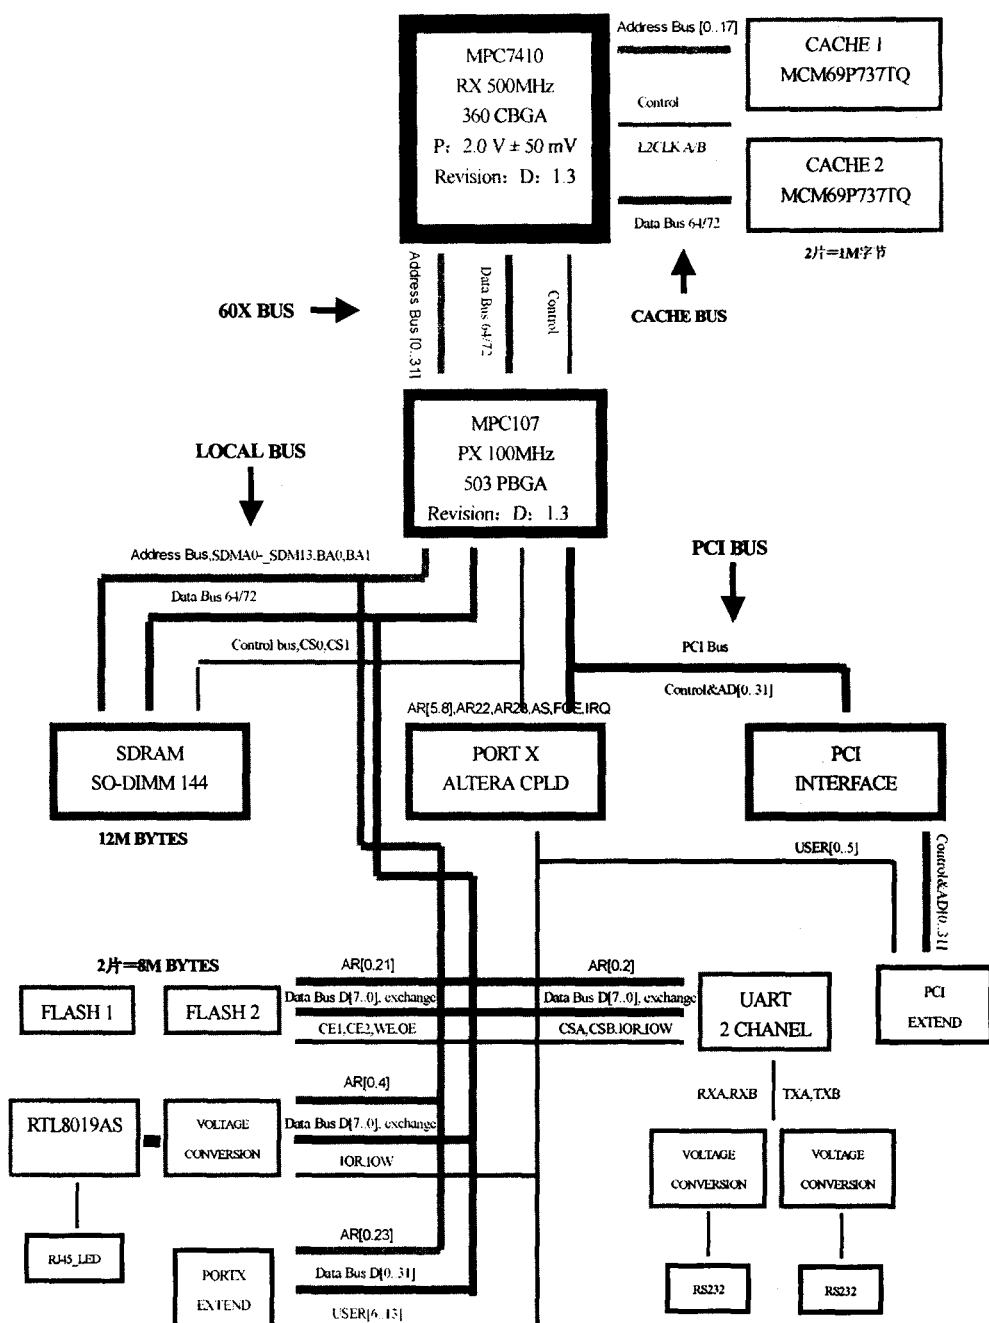 Address Bus [0..17]
MPC7410
RX 500MHz
360 CBGA
P: 2.0 V ± 50 mV
Revision: D: 1.3
CACHE 1
MCM69P737TQ
Control
L2CLK A/B
CACHE 2
MCM69P737TQ
Data Bus 64/72
2片=1M字节
60X BUS
Address Bus [0..31]
Data Bus 64/72
Control
CACHE BUS
MPC107
PX 100MHz
503 PBGA
Revision: D: 1.3
LOCAL BUS
PCI BUS
Address Bus,SDMA0-_SDM13.BA0,BA1
Data Bus 64/72
Control bus,CS0,CS1
PCI Bus
Control&AD[0..31]
AR[5.8],AR22,AR23,AS,FOE,IRQ
SDRAM
SO-DIMM 144
PORT X
ALTERA CPLD
PCI
INTERFACE
12M BYTES
USER[0..5]
Control&AD[0..31]
2片=8M BYTES
FLASH 1
FLASH 2
AR[0.21]
Data Bus D[7..0], exchange
CE1,CE2,WE.OE
AR[0.2]
Data Bus D[7..0], exchange
CSA,CSB.IOR,IOW
UART
2 CHANEL
PCI
EXTEND
RTL8019AS
VOLTAGE
CONVERSION
AR[0.4]
Data Bus D[7..0], exchange
IOR.IOW
RXA,RXB
TXA,TXB
VOLTAGE
CONVERSION
VOLTAGE
CONVERSION
RJ45_LED
PORTX
EXTEND
AR[0.23]
Data Bus D[0..31]
USER[6..13]
RS232
RS232